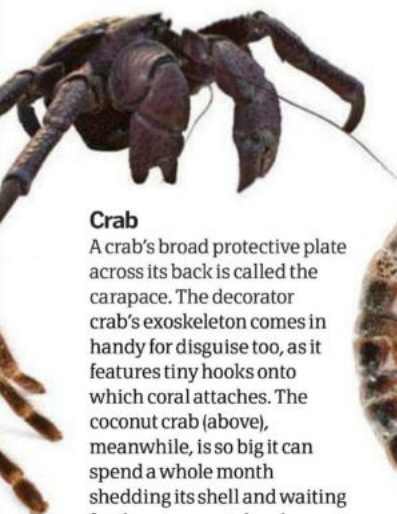 Crab
A crab's broad protective plate
across its back is called the
carapace. The decorator
crab's exoskeleton comes in
handy for disguise too, as it
features tiny hooks onto
which coral attaches. The
coconut crab (above),
meanwhile, is so big it can
spend a whole month
shedding its shell and waiting